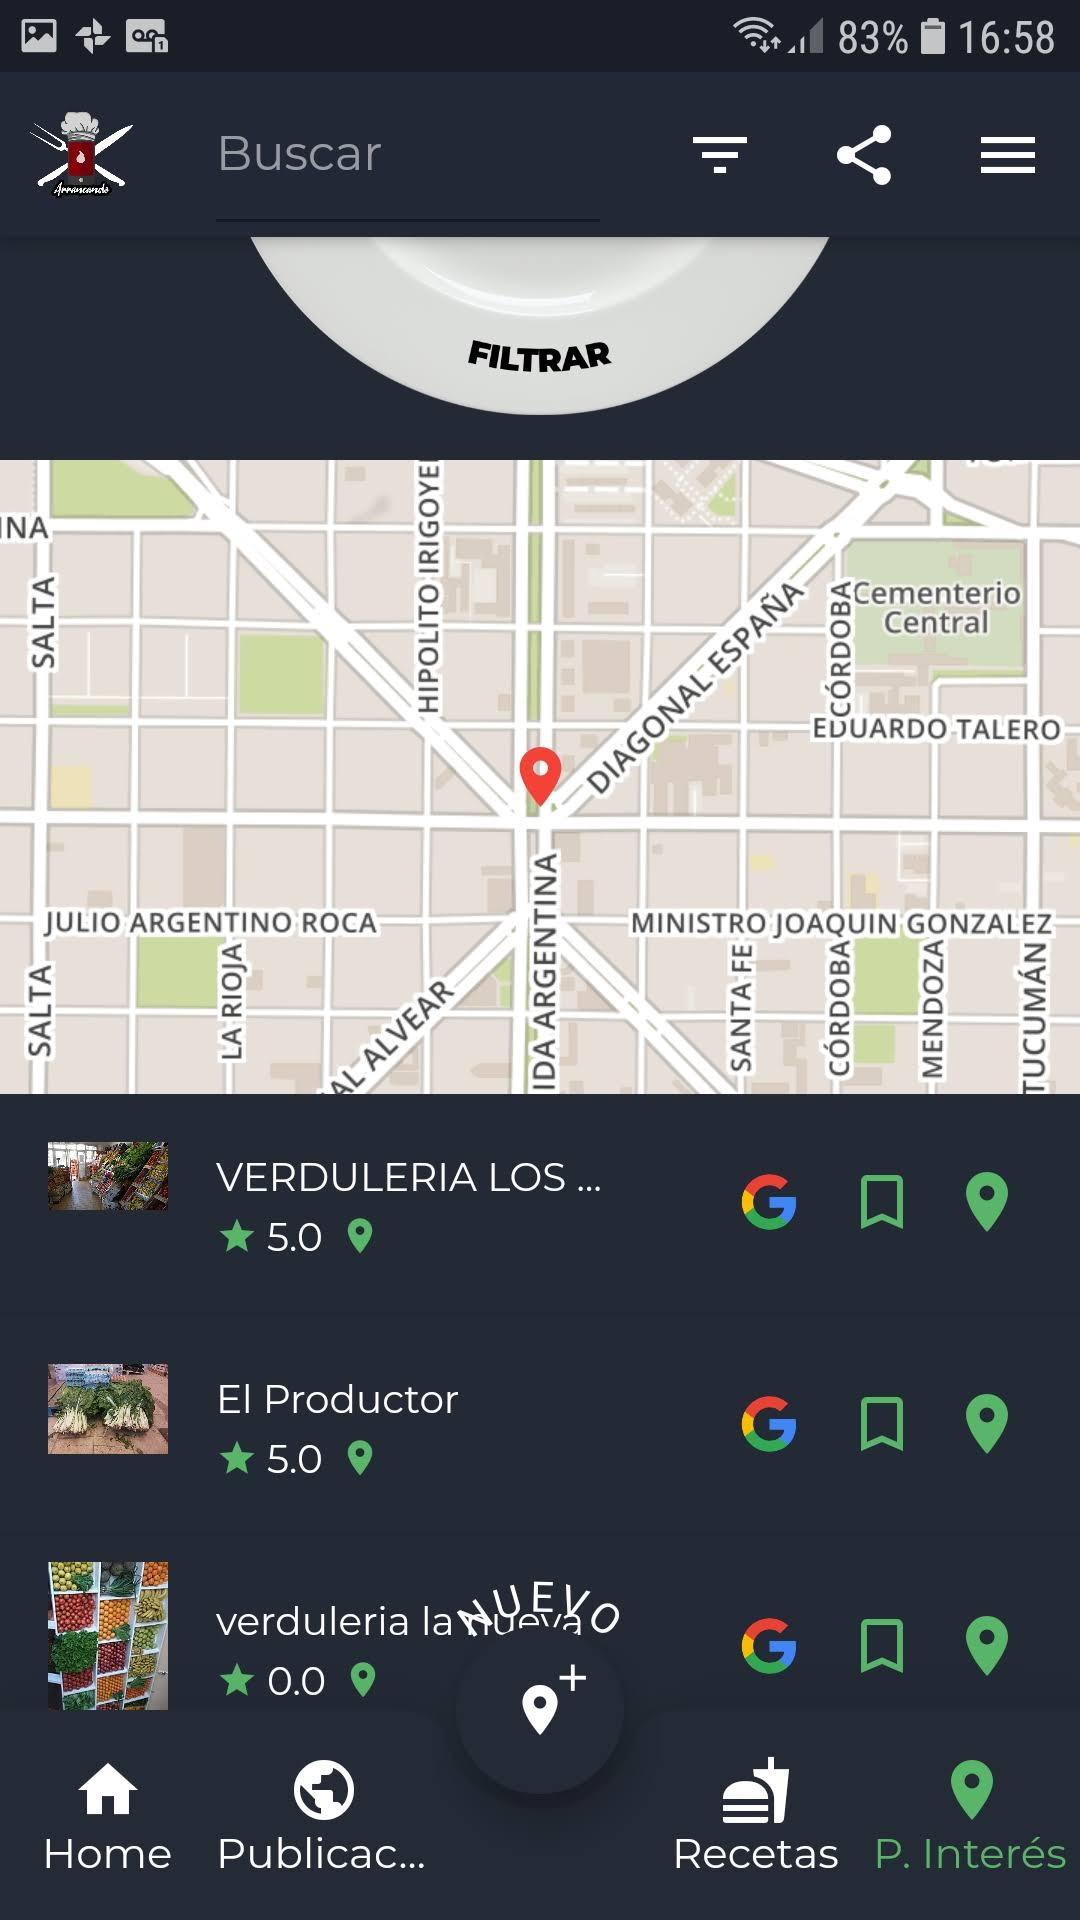 83% 16:58
1
Arrancando
Buscar
FILTRAR
INA
SALTA
HIPOLITO IRIGOYE
DIAGONAL ESPAÑA
CÓRDOBA
Cementerio
Central
EDUARDO TALERO
JULIO ARGENTINO ROCA
MINISTRO JOAQUIN GONZALEZ
SALTA
LA RIOJA
AL ALVEAR
IDA ARGENTINA
SANTA FE
CÓRDOBA
MENDOZA
TUCUMÁN
VERDULERIA LOS ...
5.0
El Productor
5.0
NUEVO
verduleria la nueva
0.0
Home
Publicac...
Recetas
P. Interés